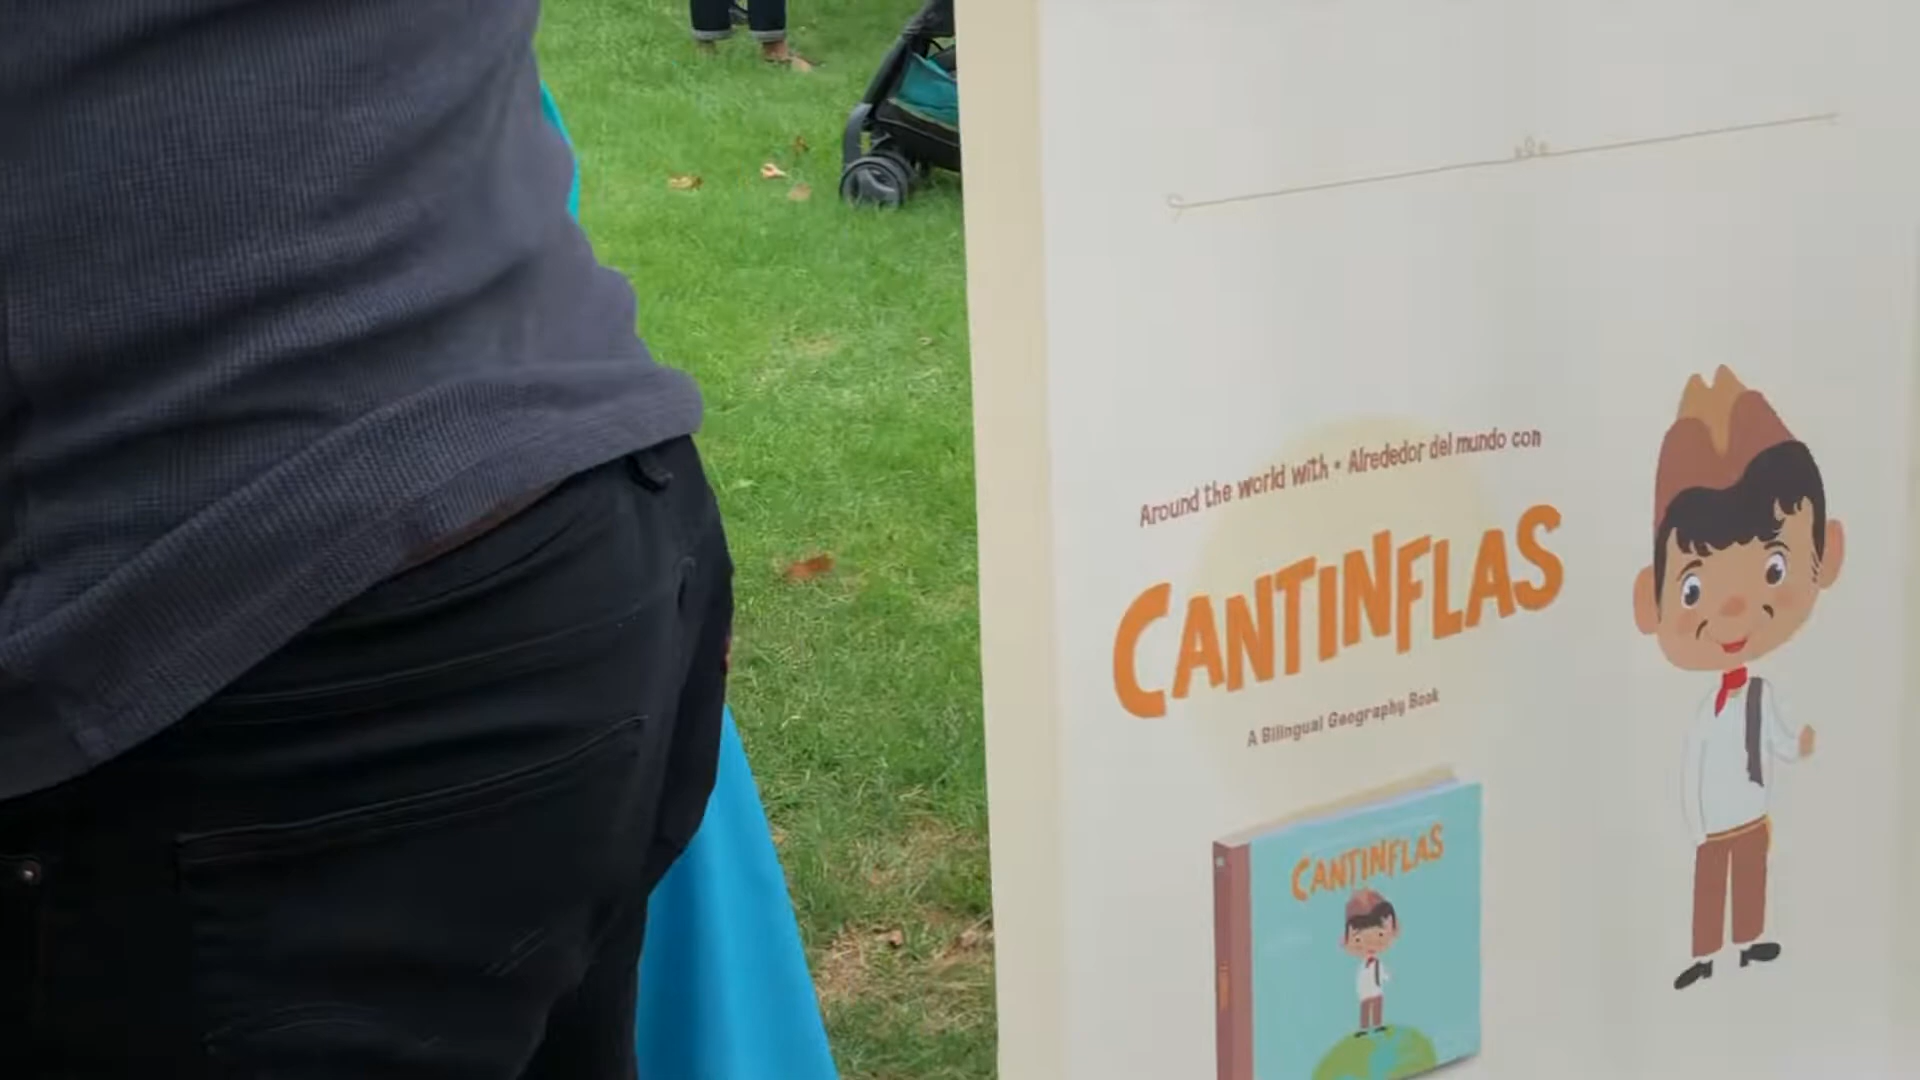 Around the world with • Alrededor del mundo con
CANTINFLAS
A Bilingual Geography Book
CANTINFLAS